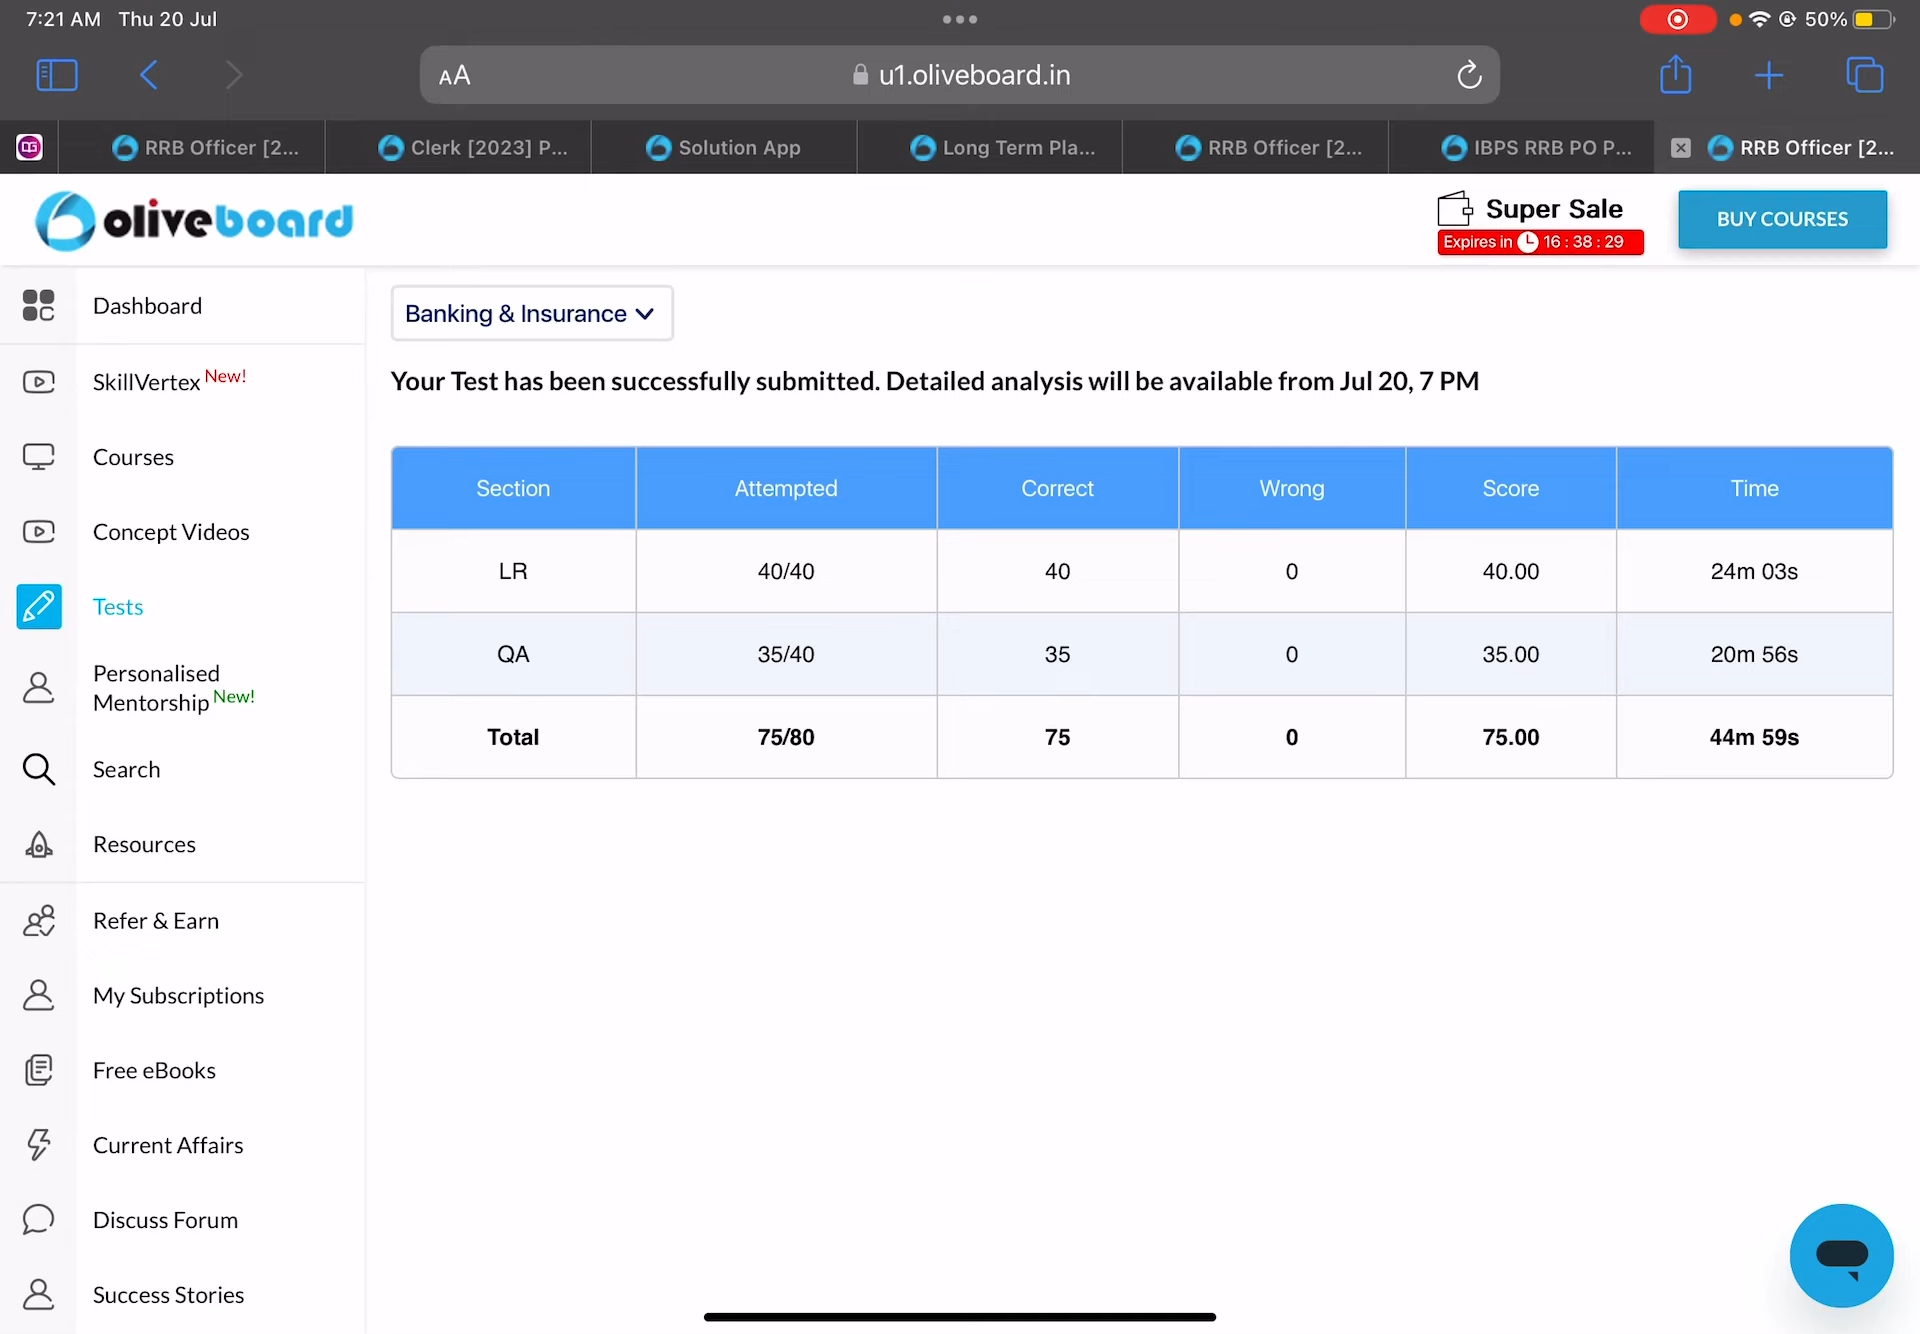 7:21 AM Thu 20 Jul
50%
AA
u1.oliveboard.in
RRB Officer [2...
Clerk [2023] P...
Solution App
Long Term Pla...
RRB Officer [2...
IBPS RRB PO P...
RRB Officer [2...
oliveboard
Super Sale
Expires in 16 : 38 : 29
BUY COURSES
Dashboard
SkillVertex New!
Courses
Concept Videos
Tests
Personalised
Mentorship New!
Search
Resources
Refer & Earn
My Subscriptions
Free eBooks
Current Affairs
Discuss Forum
Success Stories
Banking & Insurance
Your Test has been successfully submitted. Detailed analysis will be available from Jul 20, 7 PM
Section Attempted Correct Wrong Score Time
LR 40/40 40 0 40.00 24m 03s
QA 35/40 35 0 35.00 20m 56s
Total 75/80 75 0 75.00 44m 59s